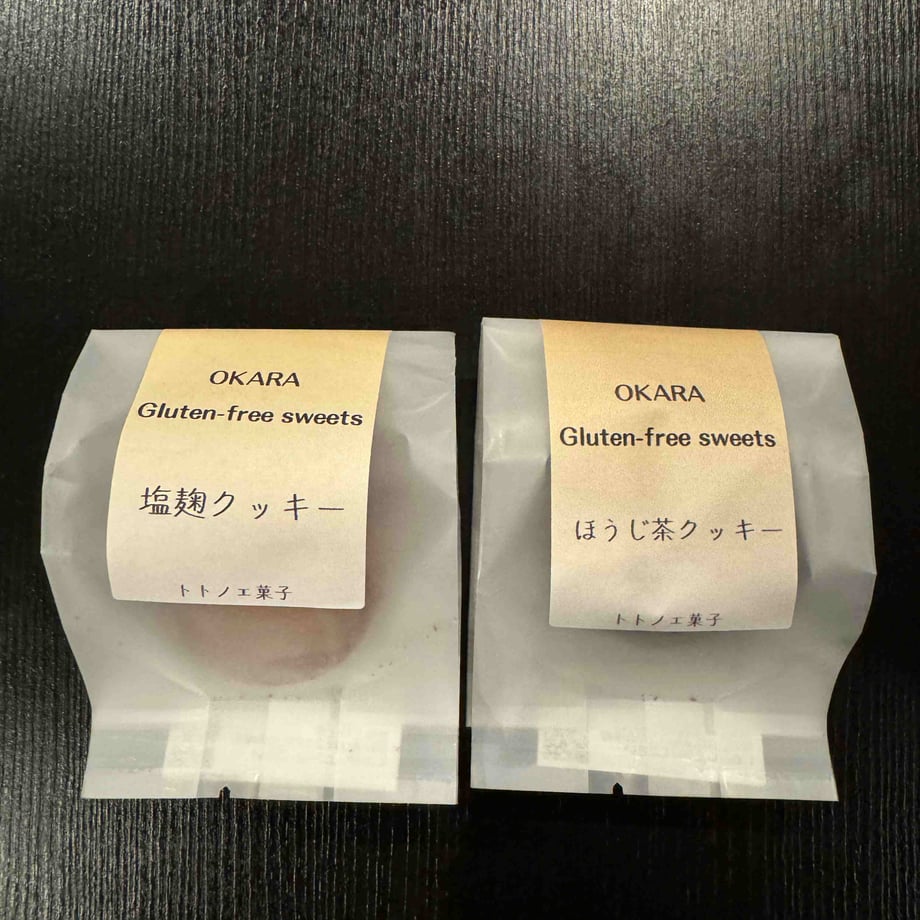 OKARA
Gluten-free sweets
塩麹クッキー
トトノエ菓子
OKARA
Gluten-free sweets
ほうじ茶クッキー
トトノエ菓子